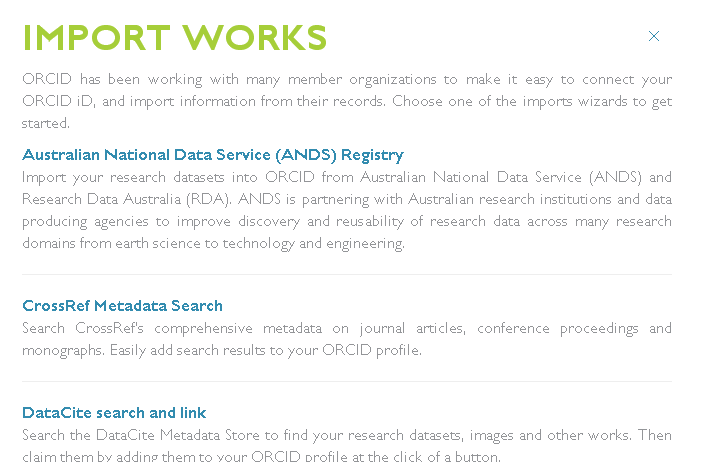 IMPORT WORKS
ORCID has been working with many member organizations to make it easy to connect your
ORCID iD, and import information from their records. Choose one of the imports wizards to get
started.
Australian National Data Service (ANDS) Registry
Import your research datasets into ORCID from Australian National Data Service (ANDS) and
Research Data Australia (RDA). ANDS is partnering with Australian research institutions and data
producing agencies to improve discovery and reusability of research data across many research
domains from earth science to technology and engineering.
CrossRef Metadata Search
Search CrossRef's comprehensive metadata on journal articles, conference proceedings and
monographs. Easily add search results to your ORCID profile.
DataCite search and link
Search the DataCite Metadata Store to find your research datasets, images and other works. Then
claim them by adding them to your ORCID profile at the click of a button.